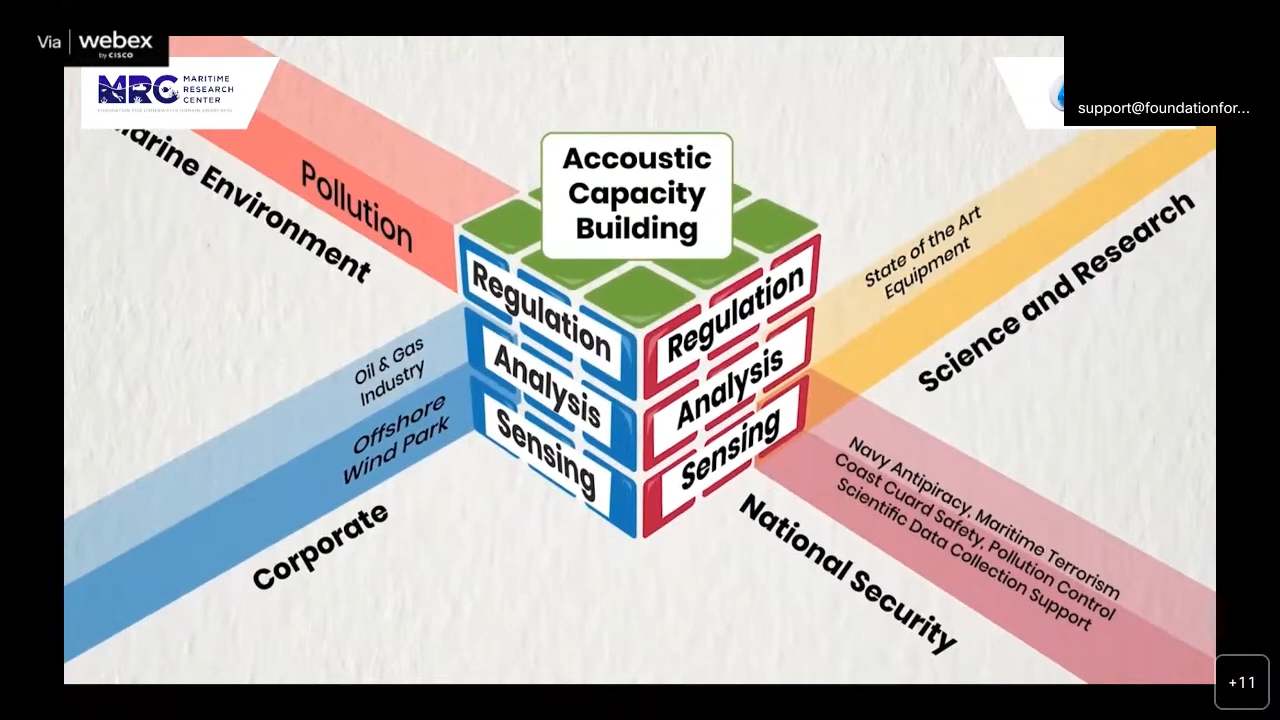 Via webex
by CISCO
MRC MARITIME
RESEARCH
CENTER
support@foundationfor...
Marine Environment
Pollution
Accoustic
Capacity
Building
State of the Art
Equipment
Science and Research
Regulation
Analysis
Sensing
Regulation
Analysis
Sensing
Oil & Gas
Industry
Offshore
Wind Park
Corporate
Navy Antipiracy, Maritime Terrorism
Coast Cuard Safety, Pollution Control
Scientific Data Collection Support
National Security
+11